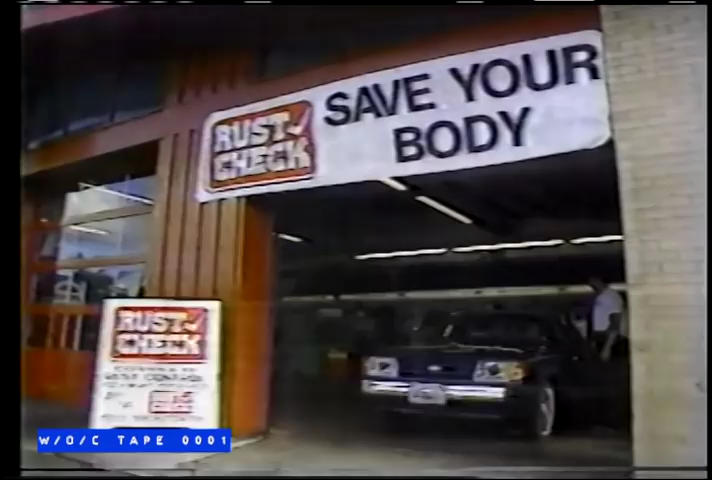 RUST✓
CHECK
SAVE YOUR
BODY
RUST✓
CHECK
W/O/C TAPE 0001